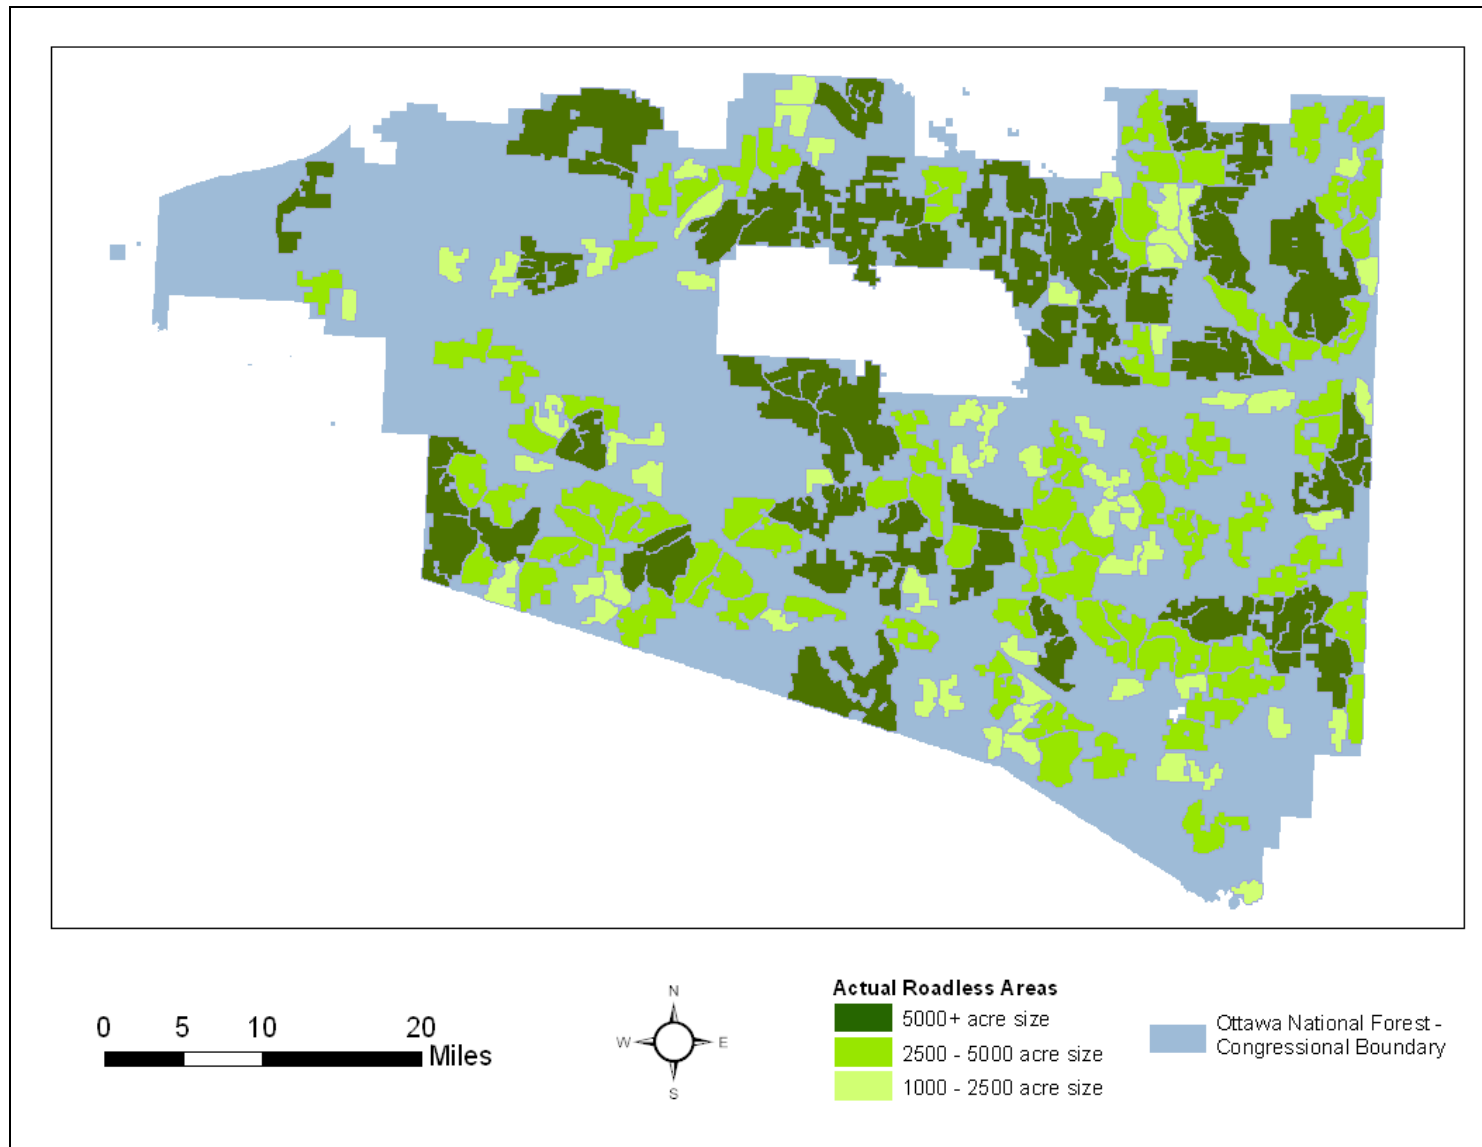 0 5 10 20
Miles
N
W E
S
Actual Roadless Areas
5000+ acre size
2500 - 5000 acre size
1000 - 2500 acre size
Ottawa National Forest -
Congressional Boundary